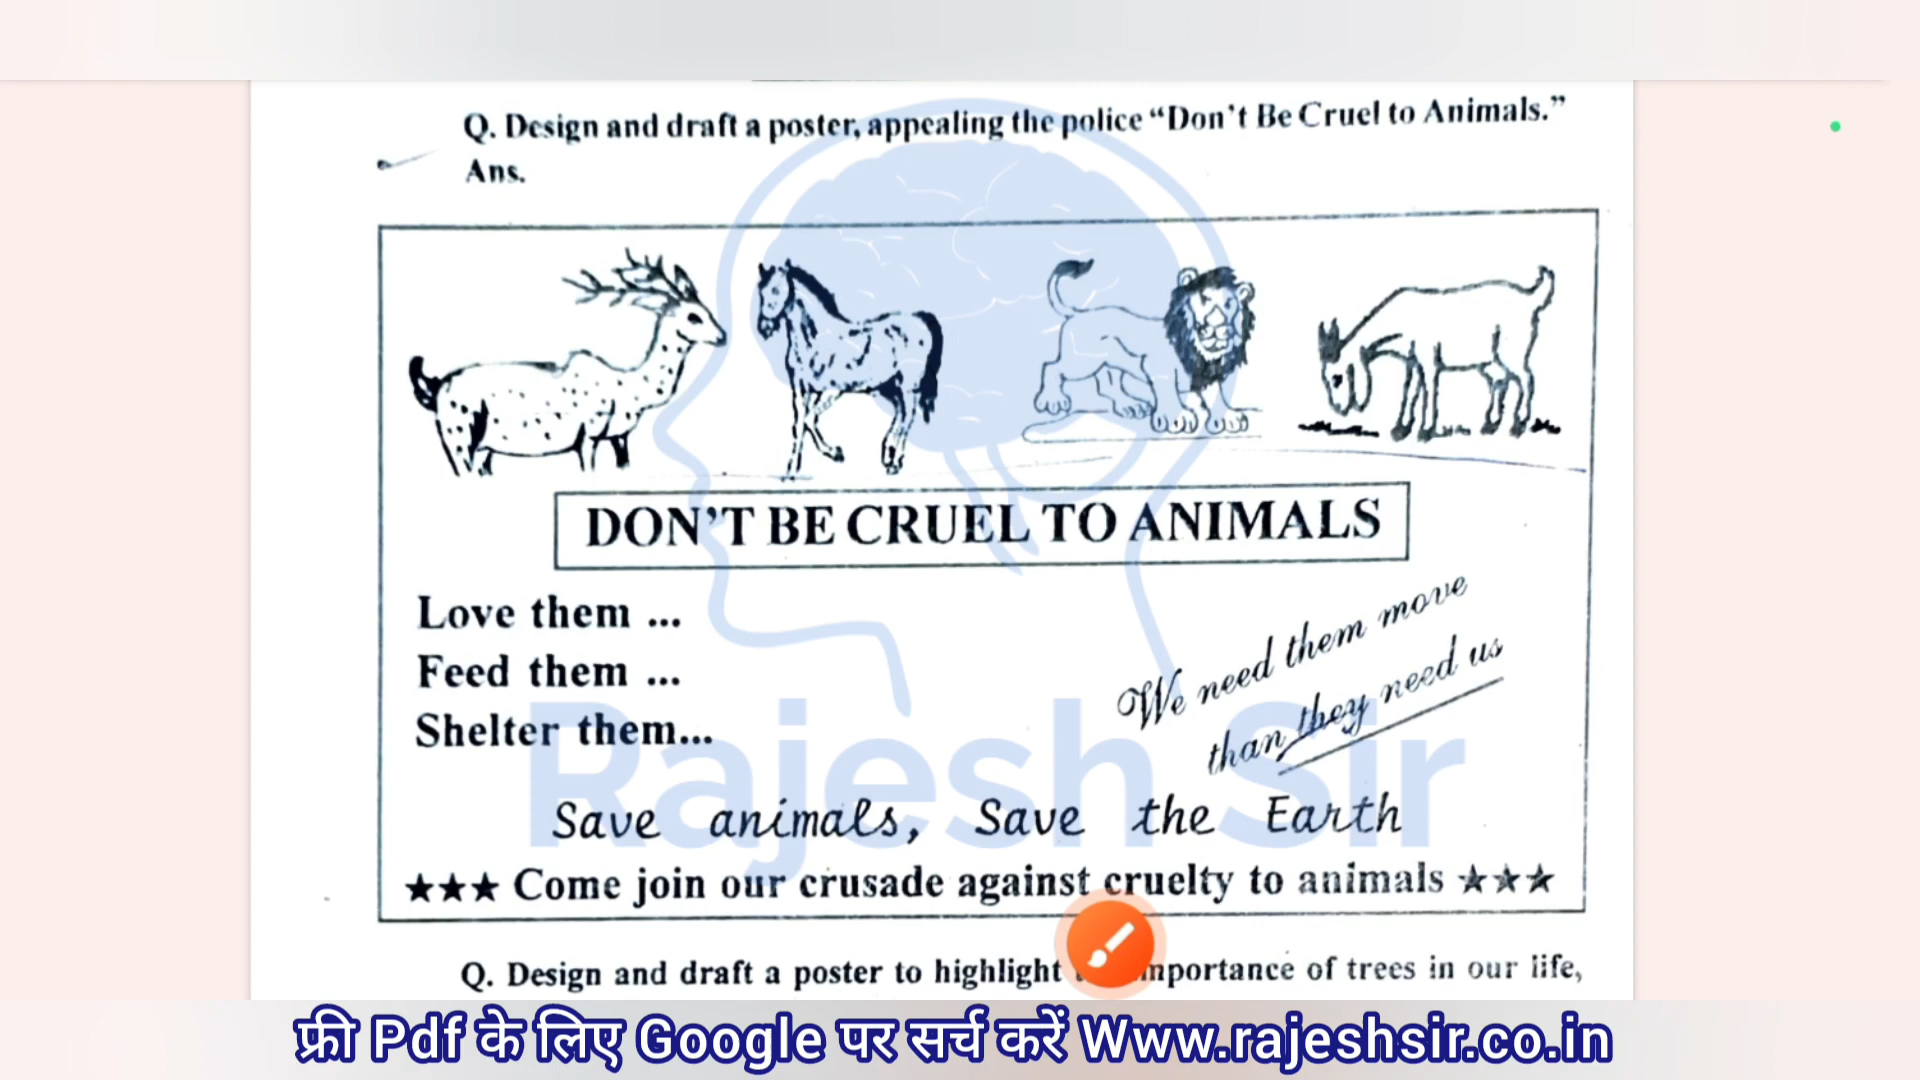 Q. Design and draft a poster, appealing the police “Don’t Be Cruel to Animals.”
Ans.
DON’T BE CRUEL TO ANIMALS
Love them ...
Feed them ...
Shelter them...
We need them move
than they need us
Rajesh Sir
Save animals, Save the Earth
★★★ Come join our crusade against cruelty to animals ★★★
Q. Design and draft a poster to highlight importance of trees in our life,
फ्री Pdf के लिए Google पर सर्च करें Www.rajeshsir.co.in